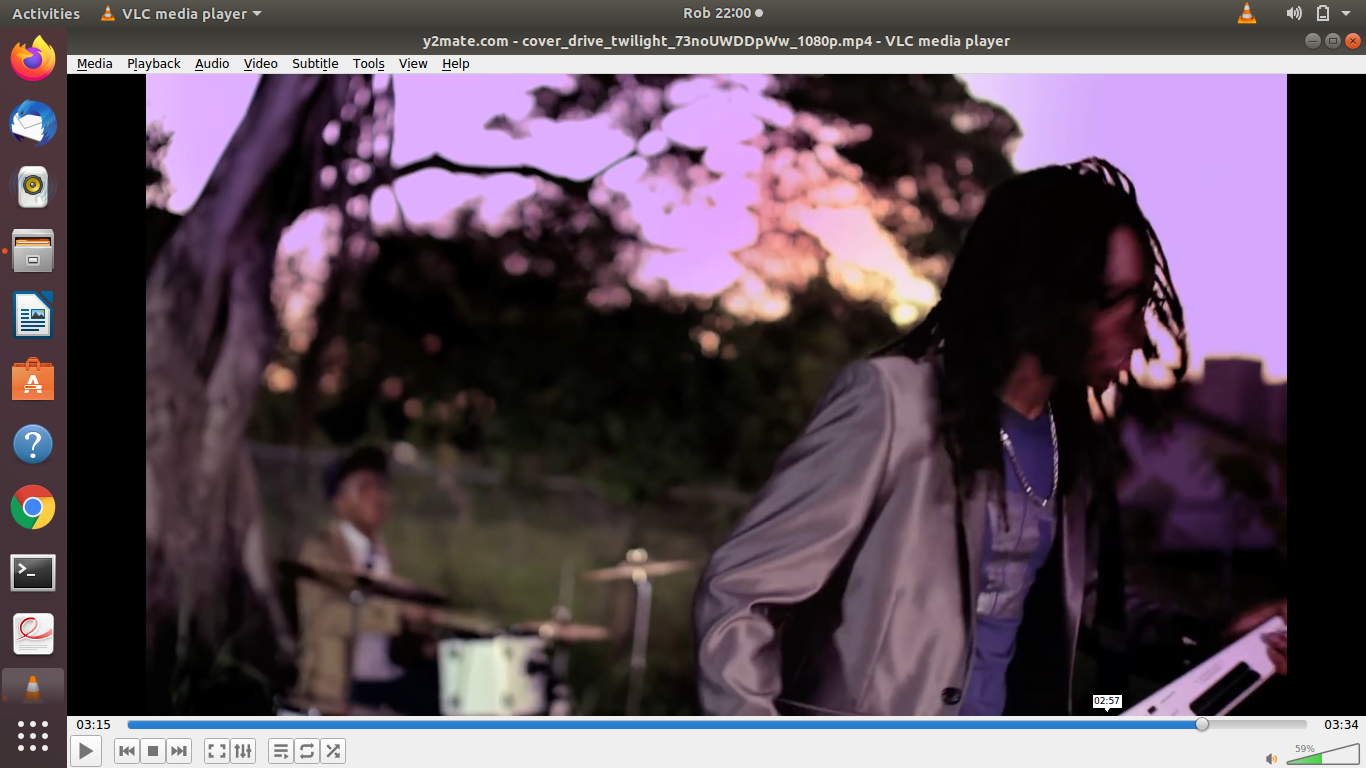 Activities VLC media player Rob 22:00
y2mate.com - cover_drive_twilight_73noUWDDpWw_1080p.mp4 - VLC media player
Media Playback Audio Video Subtitle Tools View Help
02:57
03:15 03:34
59%